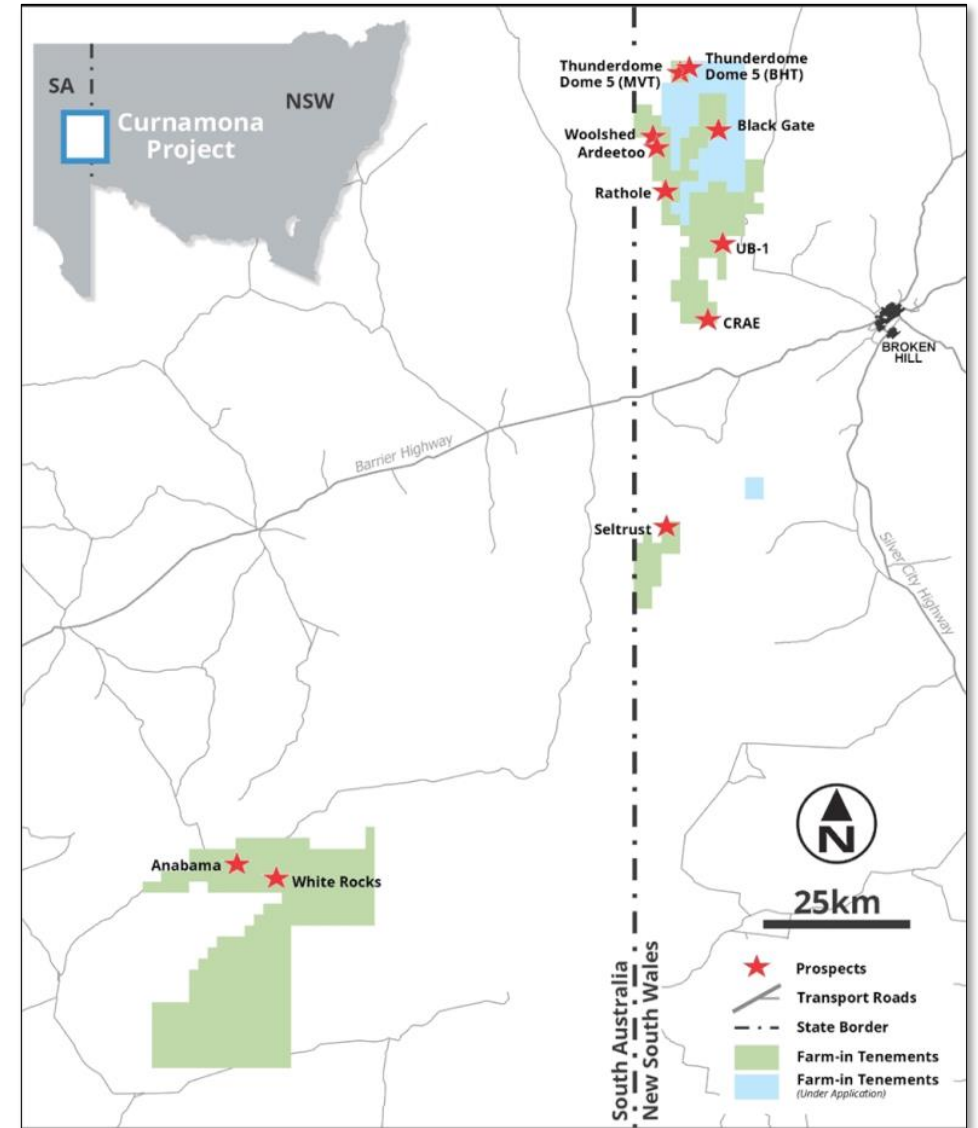 SA
NSW
Curnamona
Project
Thunderdome
Dome 5 (MVT)
Thunderdome
Dome 5 (BHT)
Woolshed
Black Gate
Ardeetoo
Rathole
UB-1
CRAE
BROKEN
HILL
Barrier Highway
Seltrust
Silver City Highway
Anabama
White Rocks
N
25km
South Australia
New South Wales
Prospects
Transport Roads
State Border
Farm-in Tenements
Farm-in Tenements
(Under Application)